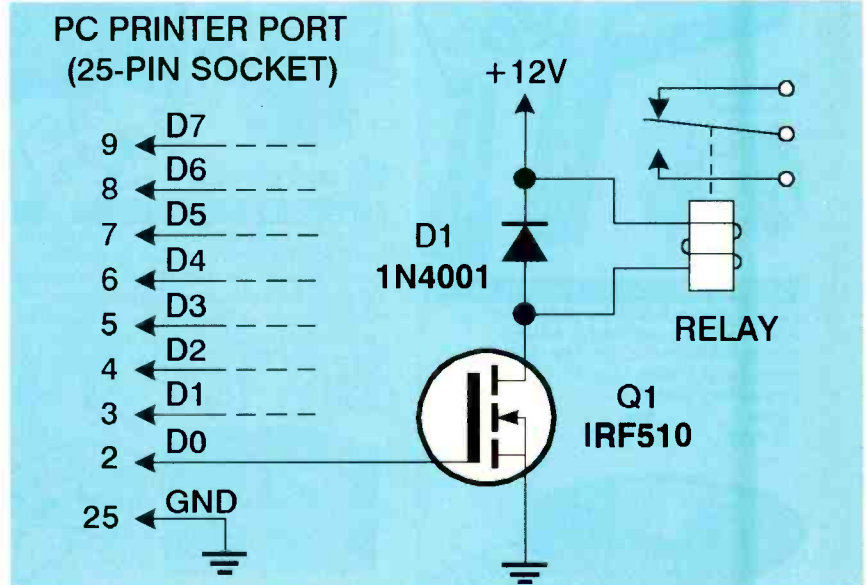 PC PRINTER PORT
(25-PIN SOCKET)
+12V
9 D7
8 D6
7 D5
6 D4
5 D3
4 D2
3 D1
2 D0
25 GND
D1
1N4001
RELAY
Q1
IRF510